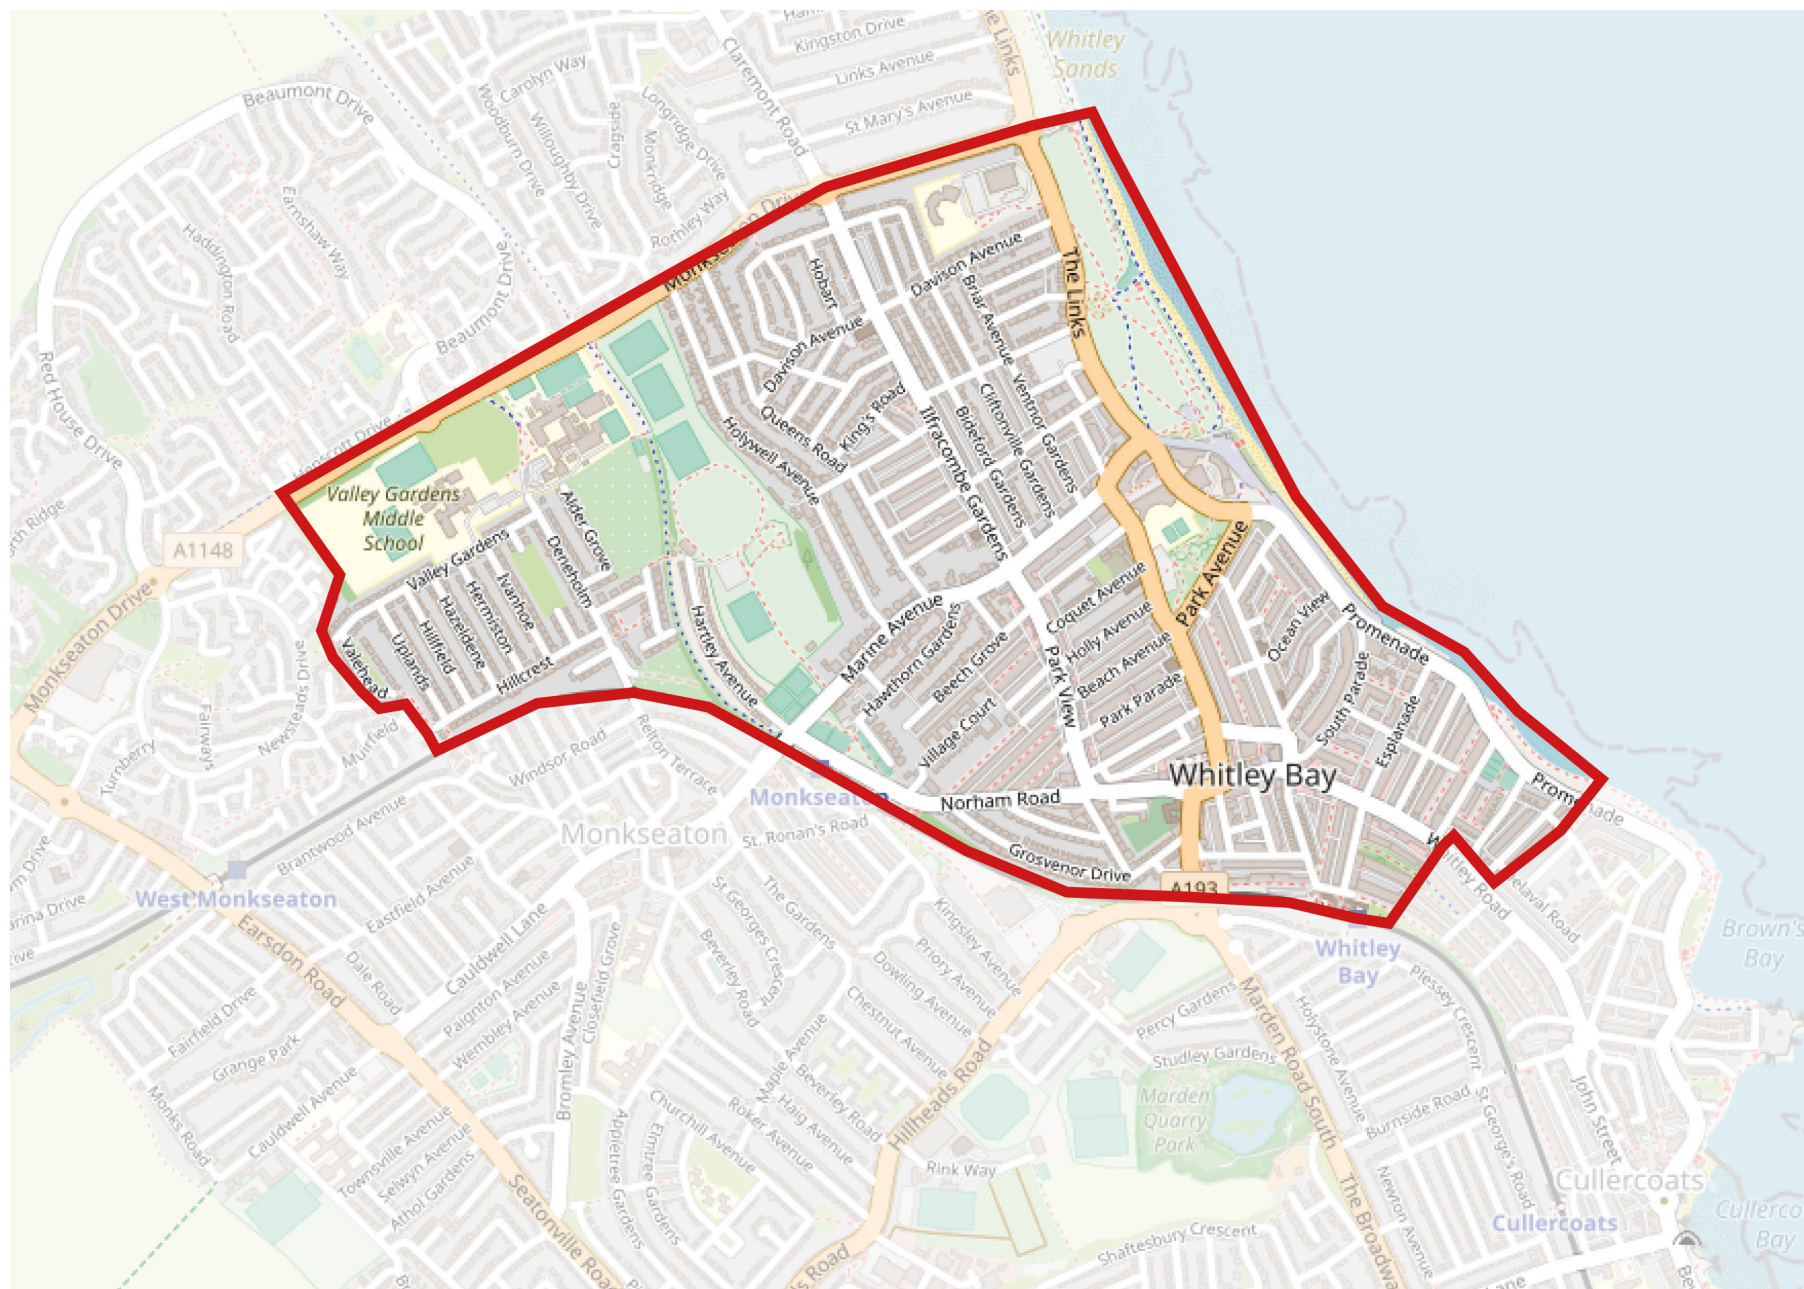 Kingston Drive
Whitley
Sands
Links Avenue
Claremont Road
The Links
Carolyn Way
Beaumont Drive
Woodburn Drive
Willoughby Drive
Cragside
Longridge Drive
Monkridge
St Mary's Avenue
Rothley Way
Earnshaw Way
Haddington Road
Beaumont Drive
Monkseaton Drive
Hobart
Davison Avenue
The Links
Briar Avenue
Davison Avenue
Red House Drive
Queens Road
King's Road
Holywell Avenue
Ilfracombe Gardens
Bideford Gardens
Cliftonville Gardens
Ventnor Gardens
Valley Gardens
Middle
School
A1148
Alder Grove
Valley Gardens
Deneholm
Ivanhoe
Hermiston
Hazeldene
Hillfield
Uplands
Valehead
Hillcrest
Hartley Avenue
Marine Avenue
Hawthorn Gardens
Beech Grove
Village Court
Coquet Avenue
Holly Avenue
Beach Avenue
Park Parade
Park View
Park Avenue
Ocean View
Promenade
South Parade
Esplanade
Monkseaton Drive
Newsteads Drive
Fairways
Turnberry
Muirfield
Windsor Road
Relton Terrace
Whitley Bay
Promenade
Monkseaton
Norham Road
Monkseaton
St. Ronan's Road
Brantwood Avenue
Whitley Road
Grosvenor Drive
A193
West Monkseaton
Eastfield Avenue
Earsdon Road
Cauldwell Lane
Dale Road
The Gardens
St Georges Crescent
Beverley Road
Kingsley Avenue
Priory Avenue
Dowling Avenue
Chestnut Avenue
Whitley
Bay
Brown's
Bay
Plessey Crescent
Marden Road South
Percy Gardens
Holystone Avenue
Studley Gardens
Fairfield Drive
Grange Park
Paignton Avenue
Wembley Avenue
Closefield Grove
Bromley Avenue
Cauldwell Avenue
Monks Road
Townsville Avenue
Selwyn Avenue
Athol Gardens
Seatonville Road
Appletree Gardens
Elmtree Gardens
Churchill Avenue
Roker Avenue
Haig Avenue
Maple Avenue
Beverley Road
Hillheads Road
Rink Way
Marden
Quarry
Park
Burnside Road
St George's Road
John Street
Newton Avenue
The Broadway
Shaftesbury Crescent
Cullercoats
Cullercoats